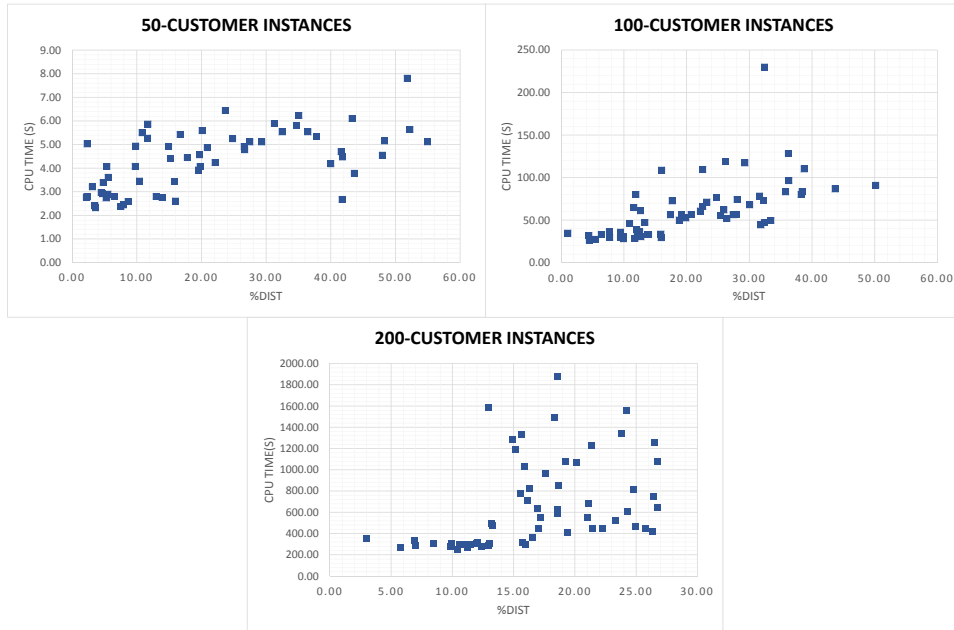 50-CUSTOMER INSTANCES
9.00
8.00
7.00
6.00
5.00
4.00
3.00
2.00
1.00
0.00
CPU TIME (S)
0.00 10.00 20.00 30.00 40.00 50.00 60.00
%DIST
100-CUSTOMER INSTANCES
250.00
200.00
150.00
100.00
50.00
0.00
CPU TIME (S)
0.00 10.00 20.00 30.00 40.00 50.00 60.00
%DIST
200-CUSTOMER INSTANCES
2000.00
1800.00
1600.00
1400.00
1200.00
1000.00
800.00
600.00
400.00
200.00
0.00
CPU TIME(S)
0.00 5.00 10.00 15.00 20.00 25.00 30.00
%DIST